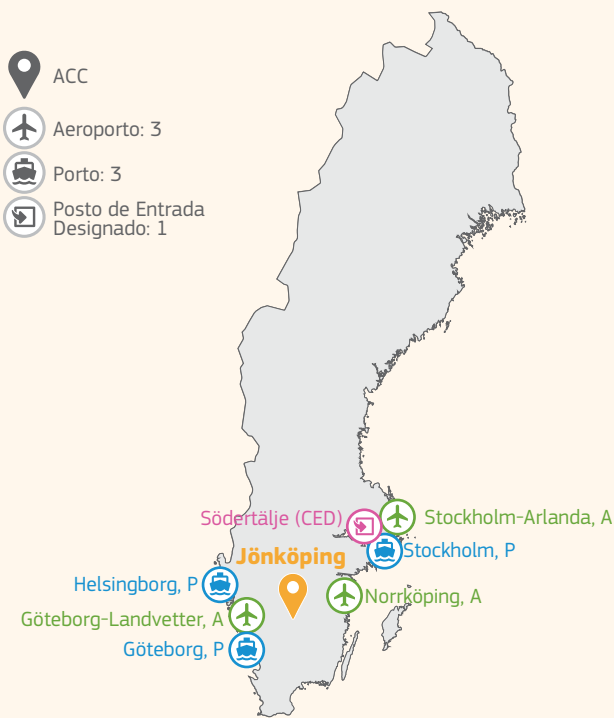 ACC
Aeroporto: 3
Porto: 3
Posto de Entrada
Designado: 1
Södertälje (CED)
Stockholm-Arlanda, A
Stockholm, P
Jönköping
Helsingborg, P
Norrköping, A
Göteborg-Landvetter, A
Göteborg, P